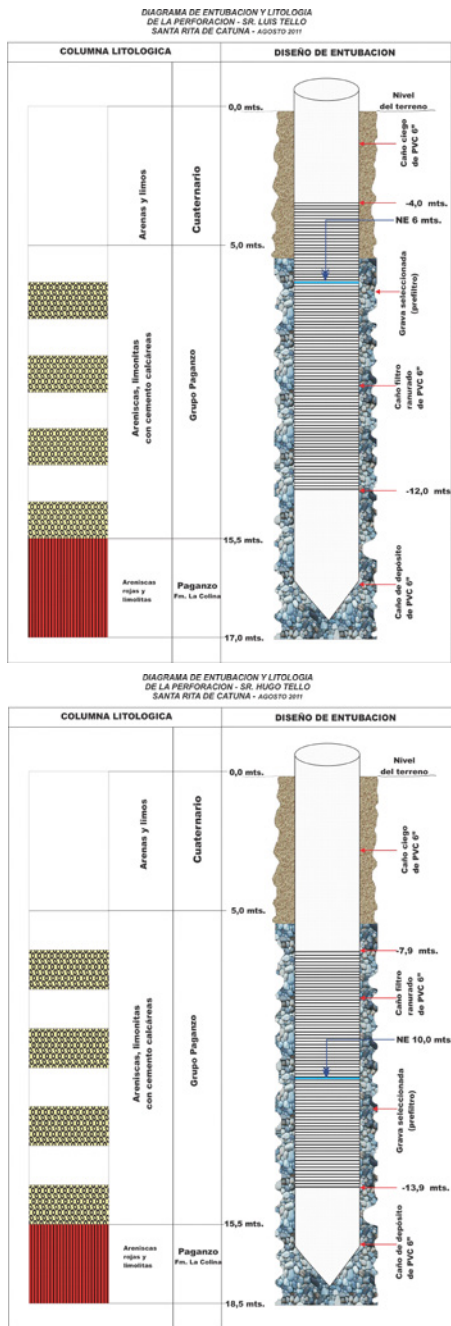 DIAGRAMA DE ENTUBACION Y LITOLOGIA
DE LA PERFORACION - SR. LUIS TELLO
SANTA RITA DE CATUNA - AGOSTO 2011
COLUMNA LITOLOGICA
DISEÑO DE ENTUBACION
0,0 mts.
Nivel
del terreno
Arenas y limos
Cuaternario
Caño ciego
de PVC 6"
-4,0 mts.
NE 6 mts.
5,0 mts.
Grava seleccionada
(prefiltro)
Areniscas, limonitas
con cemento calcáreas
Grupo Paganzo
Caño filtro
ranurado
de PVC 6"
-12,0 mts.
15,5 mts.
Areniscas
rojas y
limolitas
Paganzo
Fm. La Colina
Caño de depósito
de PVC 6"
17,0 mts.
DIAGRAMA DE ENTUBACION Y LITOLOGIA
DE LA PERFORACION - SR. HUGO TELLO
SANTA RITA DE CATUNA - AGOSTO 2011
COLUMNA LITOLOGICA
DISEÑO DE ENTUBACION
0,0 mts.
Nivel
del terreno
Arenas y limos
Cuaternario
Caño ciego
de PVC 6"
5,0 mts.
-7,9 mts.
Caño filtro
ranurado
de PVC 6"
Areniscas, limonitas
con cemento calcáreas
Grupo Paganzo
NE 10,0 mts
Grava seleccionada
(prefiltro)
-13,9 mts.
15,5 mts.
Areniscas
rojas y
limolitas
Paganzo
Fm. La Colina
Caño de depósito
de PVC 6"
18,5 mts.